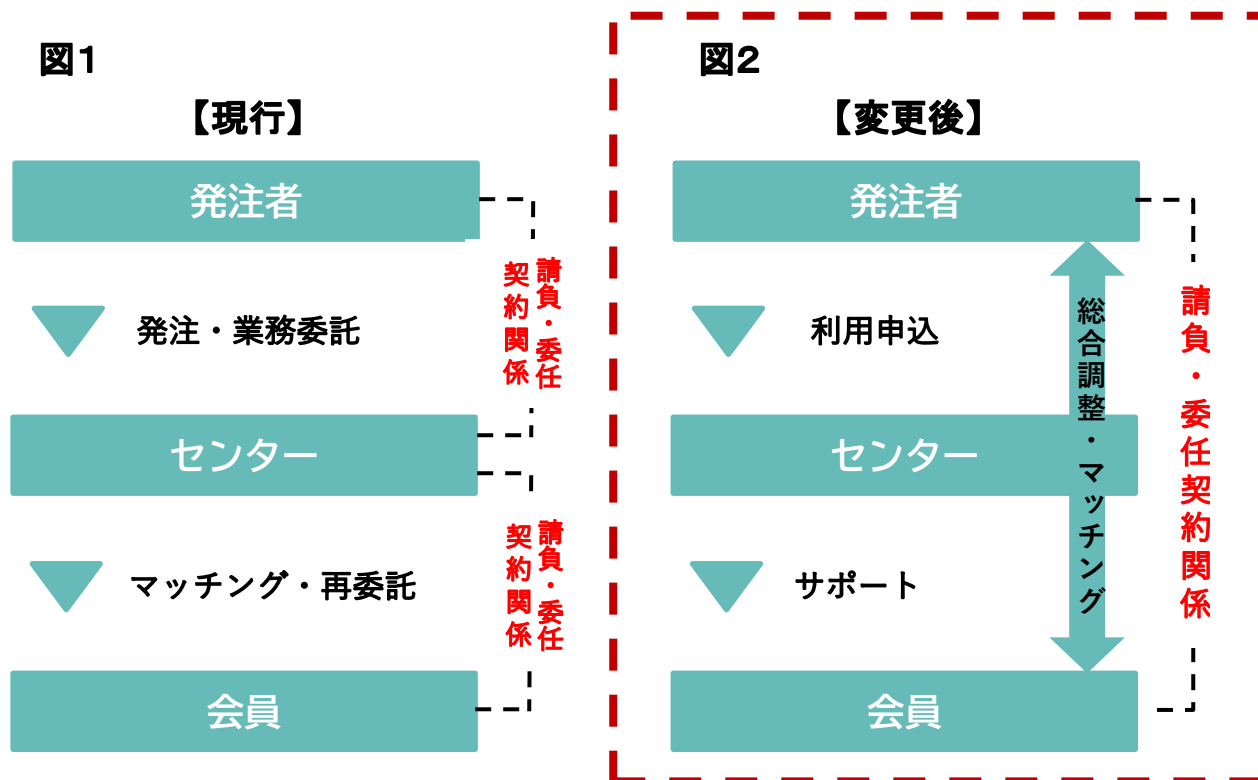 図1
【現行】
発注者
発注・業務委託
請負・委任
契約関係
センター
マッチング・再委託
請負・委任
契約関係
会員
図2
【変更後】
発注者
利用申込
センター
サポート
総合調整・マッチング
請負・委任契約関係
会員